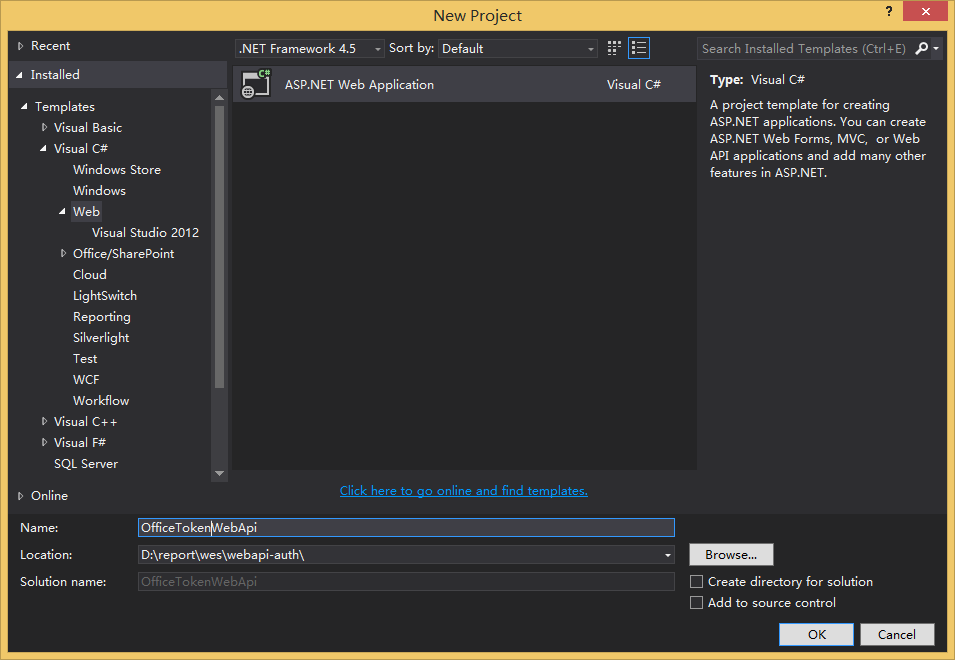 New Project
?
Recent
.NET Framework 4.5
Sort by:
Default
Search Installed Templates (Ctrl+E)
Installed
Templates
Visual Basic
Visual C#
Windows Store
Windows
Web
Visual Studio 2012
Office/SharePoint
Cloud
LightSwitch
Reporting
Silverlight
Test
WCF
Workflow
Visual C++
Visual F#
SQL Server
Online
C#
ASP.NET Web Application
Visual C#
Type: Visual C#
A project template for creating
ASP.NET applications. You can create
ASP.NET Web Forms, MVC,  or Web
API applications and add many other
features in ASP.NET.
Click here to go online and find templates.
Name:
OfficeTokenWebApi
Location:
D:\report\wes\webapi-auth\
Browse...
Solution name:
OfficeTokenWebApi
Create directory for solution
Add to source control
OK
Cancel